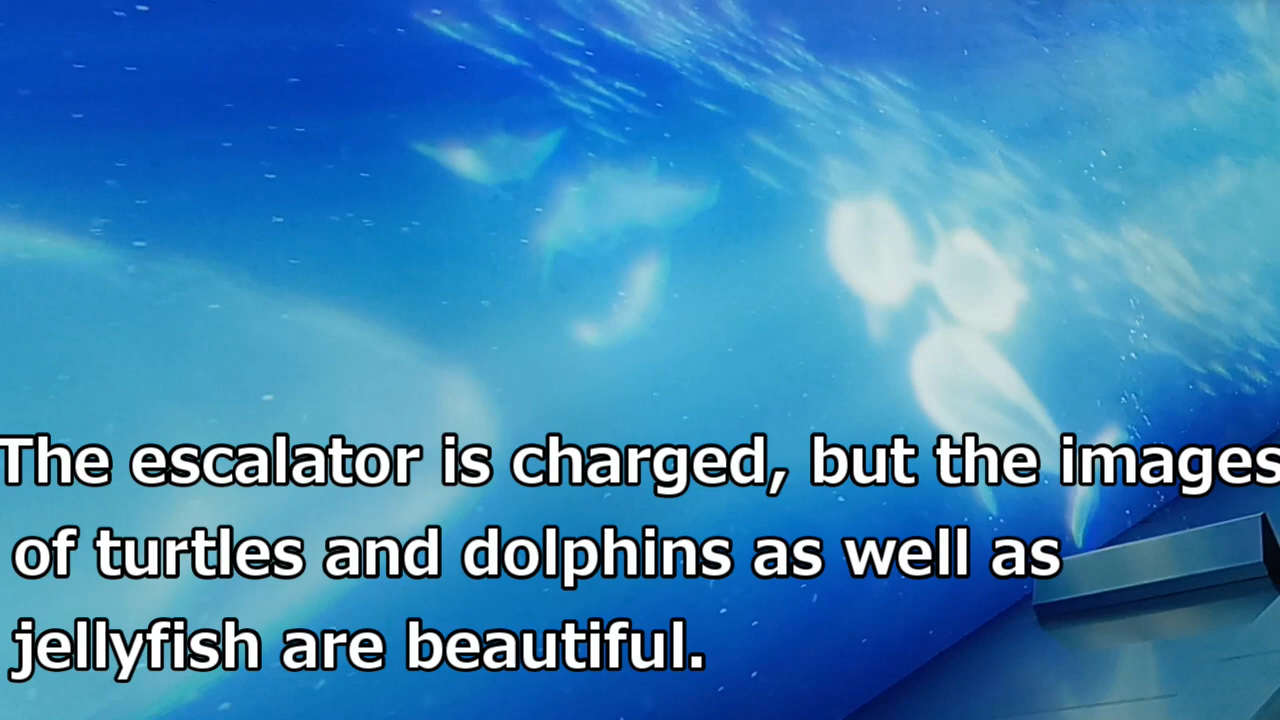 The escalator is charged, but the images
of turtles and dolphins as well as
jellyfish are beautiful.